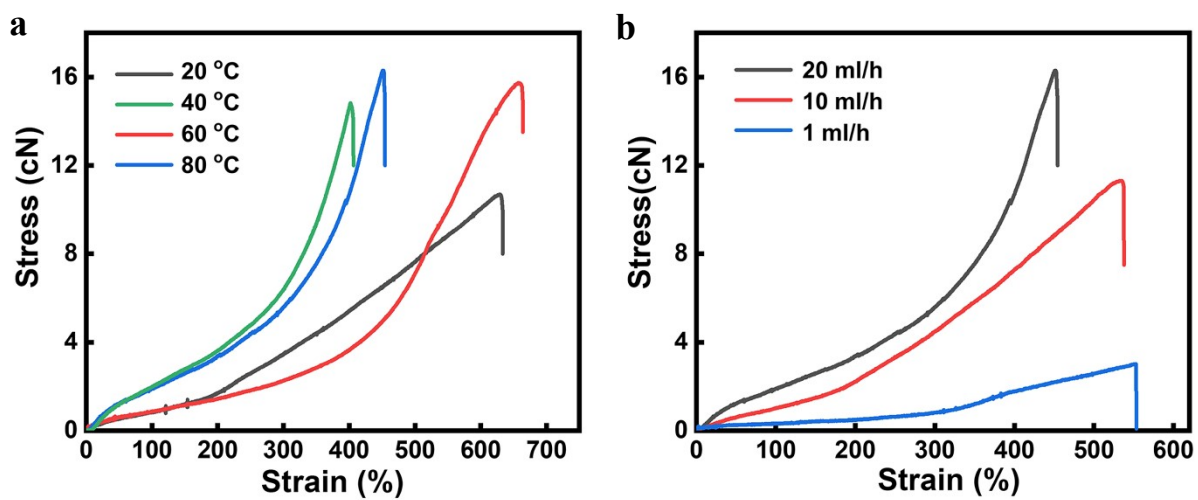 a
16
12
8
4
0
Stress (cN)
20 °C
40 °C
60 °C
80 °C
0 100 200 300 400 500 600 700
Strain (%)
b
16
12
8
4
0
Stress(cN)
20 ml/h
10 ml/h
1 ml/h
0 100 200 300 400 500 600
Strain (%)